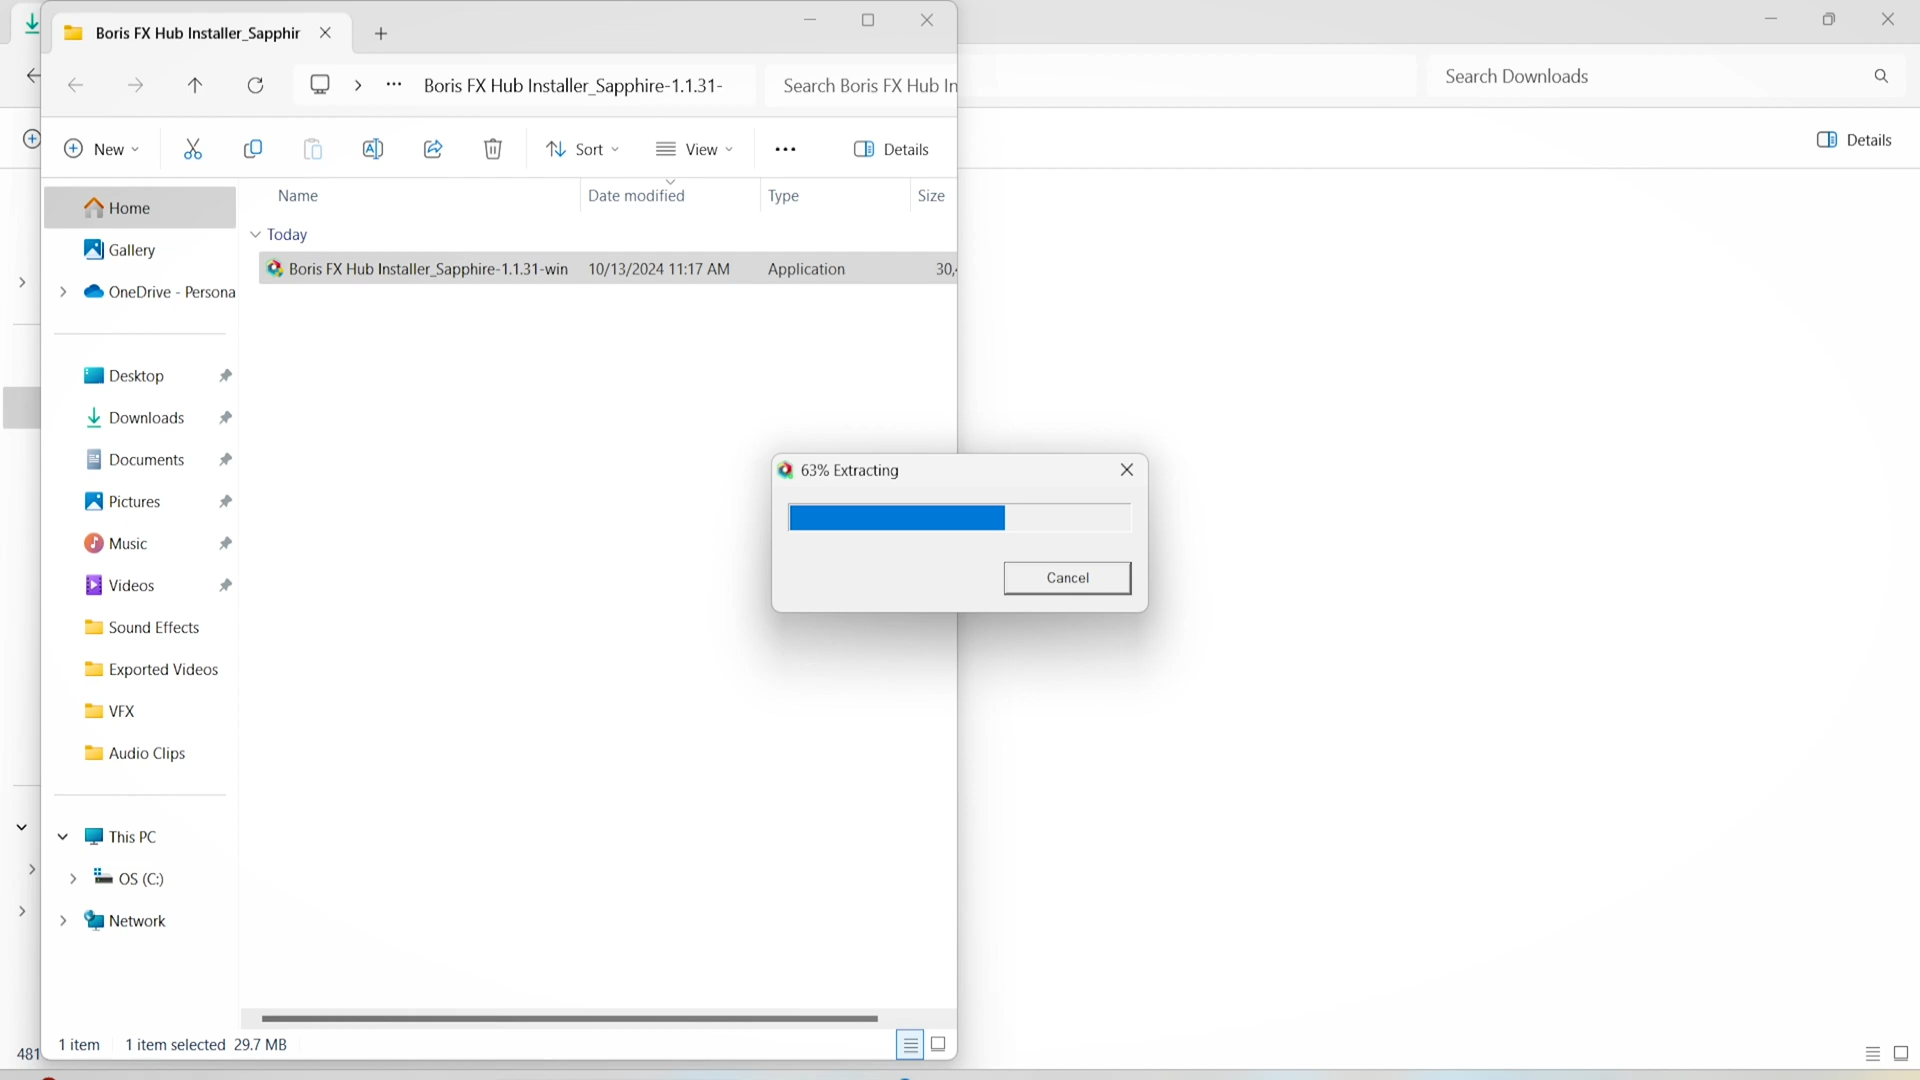 Boris FX Hub Installer_Sapphir
Boris FX Hub Installer_Sapphire-1.1.31-
Search Boris FX Hub In
Search Downloads
New
Sort
View
Details
Details
Name
Date modified
Type
Size
Home
Today
Gallery
Boris FX Hub Installer_Sapphire-1.1.31-win
10/13/2024 11:17 AM
Application
30,
OneDrive - Persona
Desktop
Downloads
Documents
Pictures
Music
Videos
Sound Effects
Exported Videos
VFX
Audio Clips
This PC
OS (C:)
Network
63% Extracting
Cancel
1 item
1 item selected 29.7 MB
481